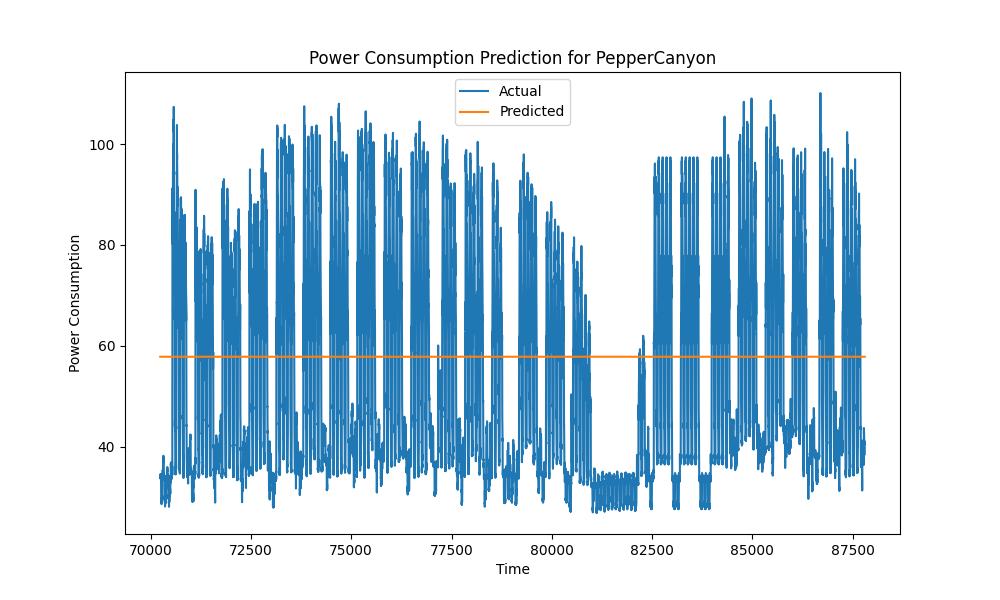 Power Consumption Prediction for PepperCanyon
Actual
Predicted
100
80
60
40
Power Consumption
70000 72500 75000 77500 80000 82500 85000 87500
Time